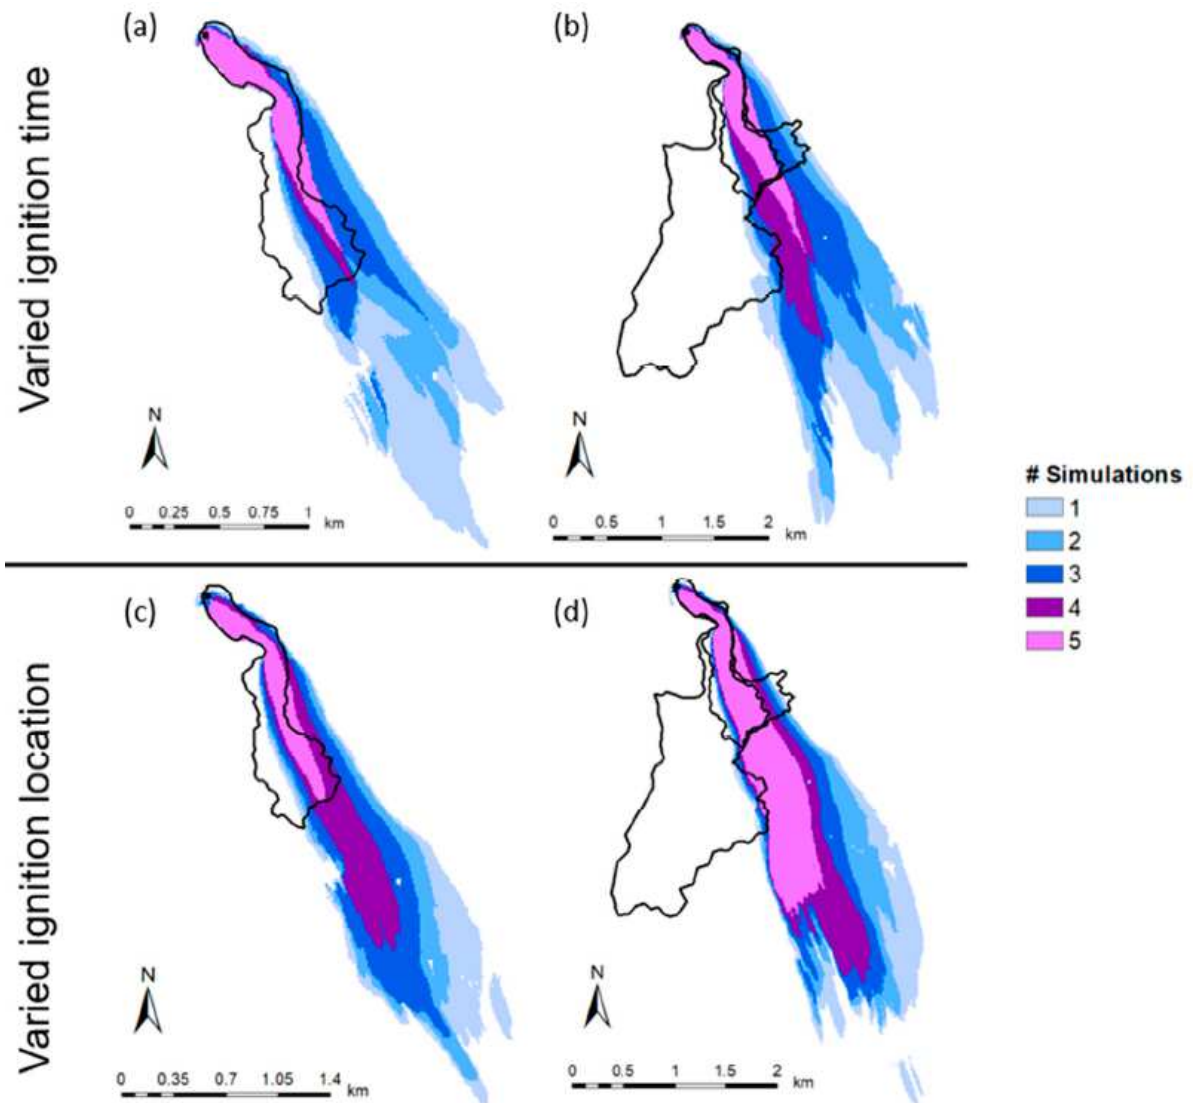 Varied ignition time
(a)
(b)
N
N
0 0.25 0.5 0.75 1 km
0 0.5 1 1.5 2 km
# Simulations
1
2
3
4
5
Varied ignition location
(c)
(d)
N
N
0 0.35 0.7 1.05 1.4 km
0 0.5 1 1.5 2 km